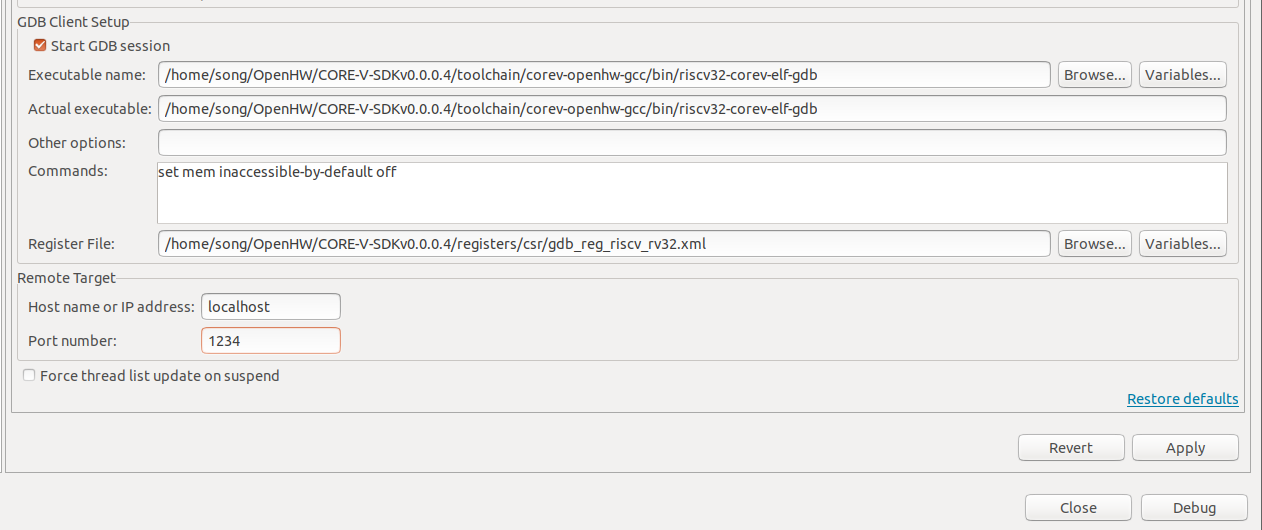 GDB Client Setup
Start GDB session
Executable name: /home/song/OpenHW/CORE-V-SDKv0.0.0.4/toolchain/corev-openhw-gcc/bin/riscv32-corev-elf-gdb Browse... Variables...
Actual executable: /home/song/OpenHW/CORE-V-SDKv0.0.0.4/toolchain/corev-openhw-gcc/bin/riscv32-corev-elf-gdb
Other options:
Commands: set mem inaccessible-by-default off
Register File: /home/song/OpenHW/CORE-V-SDKv0.0.0.4/registers/csr/gdb_reg_riscv_rv32.xml Browse... Variables...
Remote Target
Host name or IP address: localhost
Port number: 1234
Force thread list update on suspend
Restore defaults
Revert Apply
Close Debug